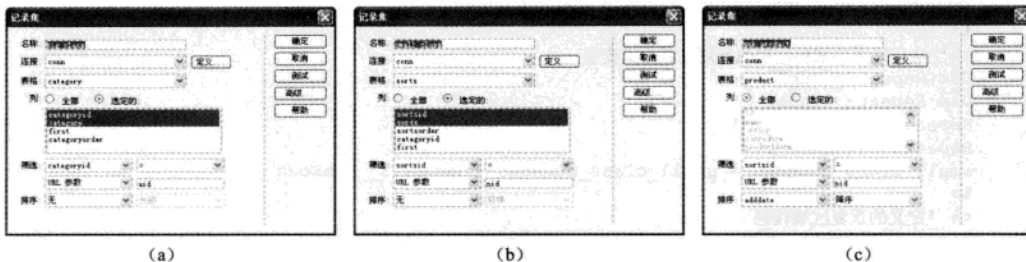 记录集
名称:
连接: conn 定义...
表格: category
列: 全部 选定的
categoryid
category
first
categoryorder
筛选: categoryid =
URL 参数 uid
排序: 无
确定
取消
测试
高级...
帮助
(a)
记录集
名称:
连接: conn 定义...
表格: sorts
列: 全部 选定的
sortsid
sorts
sortsorder
categoryid
first
筛选: sortsid =
URL 参数 nid
排序: 无
确定
取消
测试
高级...
帮助
(b)
记录集
名称:
连接: conn 定义...
表格: product
列: 全部 选定的
筛选: sortsid =
URL 参数 nid
排序: adddate 降序
确定
取消
测试
高级...
帮助
(c)